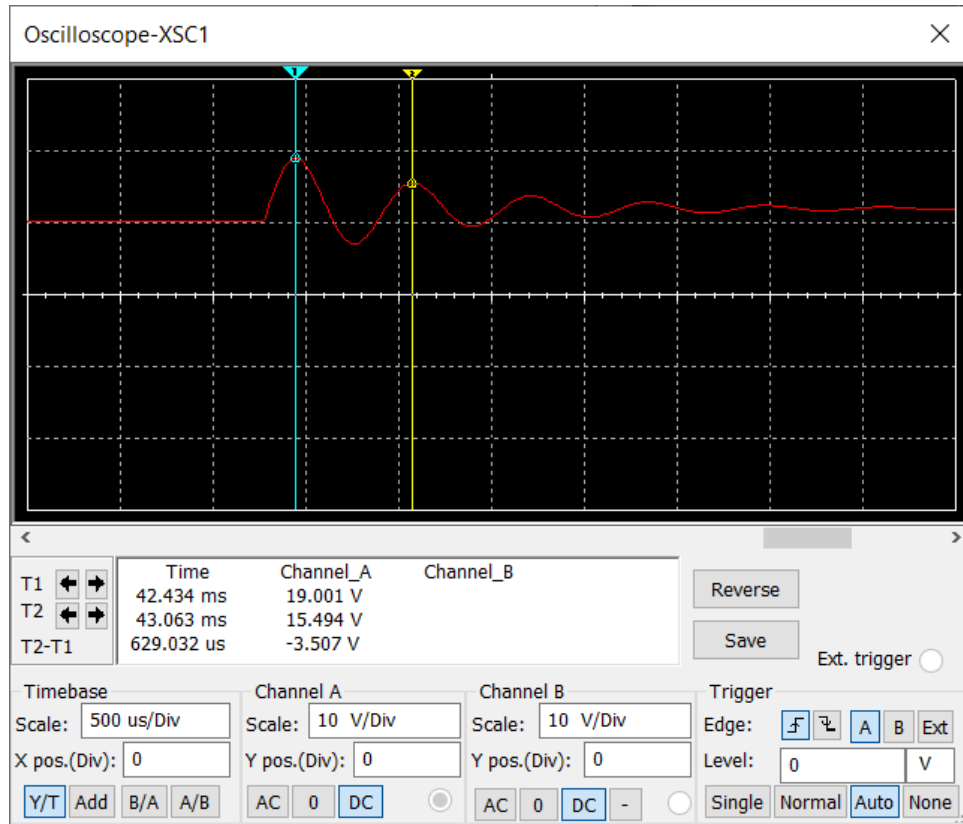 Oscilloscope-XSC1
1 2
T1
T2
T2-T1
Time Channel_A Channel_B
42.434 ms 19.001 V
43.063 ms 15.494 V
629.032 us -3.507 V
Reverse
Save
Ext. trigger
Timebase
Scale: 500 us/Div
X pos.(Div): 0
Y/T Add B/A A/B
Channel A
Scale: 10 V/Div
Y pos.(Div): 0
AC 0 DC
Channel B
Scale: 10 V/Div
Y pos.(Div): 0
AC 0 DC -
Trigger
Edge: A B Ext
Level: 0 V
Single Normal Auto None